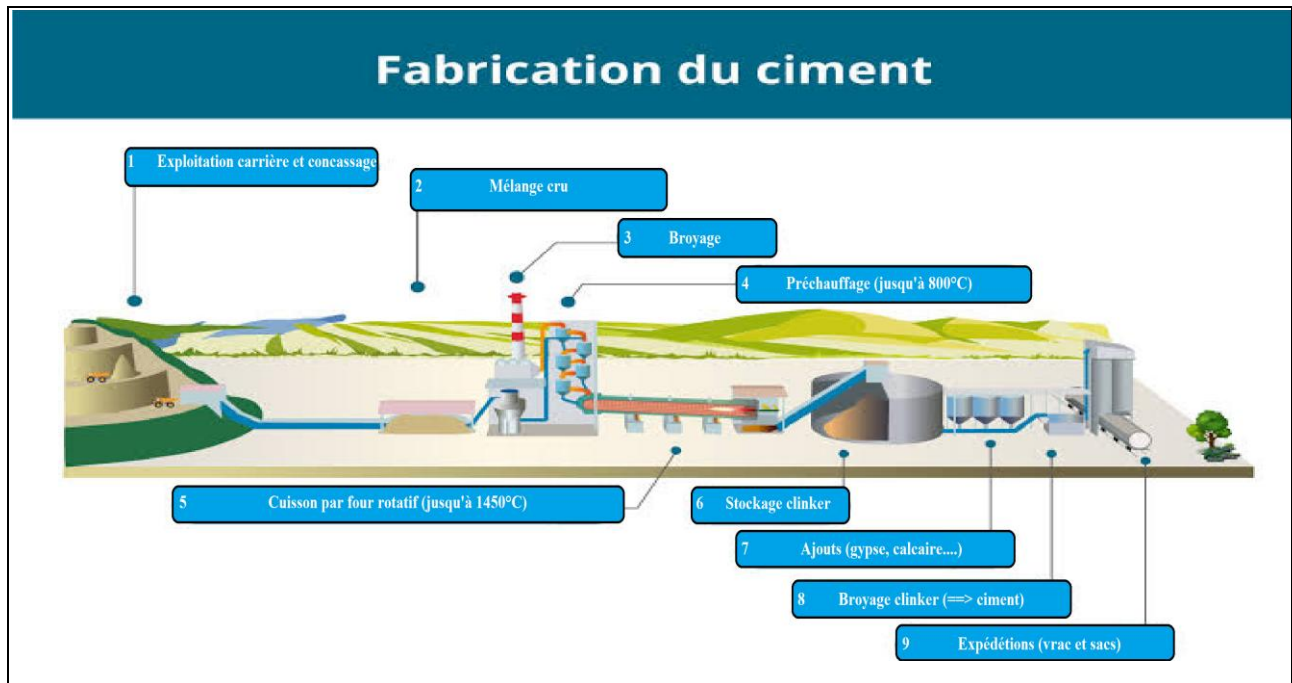 Fabrication du ciment
1 Exploitation carrière et concassage
2 Mélange cru
3 Broyage
4 Préchauffage (jusqu'à 800°C)
5 Cuisson par four rotatif (jusqu'à 1450°C)
6 Stockage clinker
7 Ajouts (gypse, calcaire....)
8 Broyage clinker (==> ciment)
9 Expédétions (vrac et sacs)